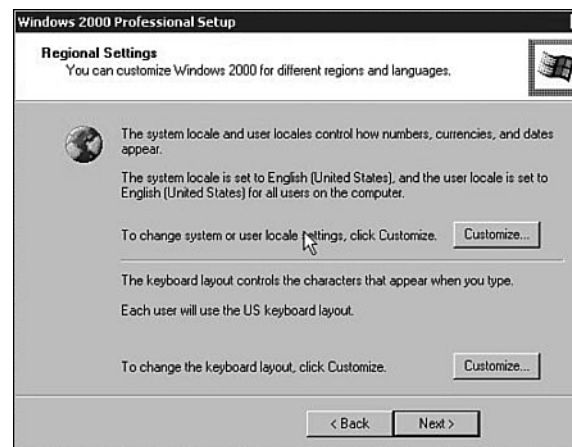 Windows 2000 Professional Setup
Regional Settings
You can customize Windows 2000 for different regions and languages.
The system locale and user locales control how numbers, currencies, and dates
appear.
The system locale is set to English (United States), and the user locale is set to
English (United States) for all users on the computer.
To change system or user locale settings, click Customize.
Customize...
The keyboard layout controls the characters that appear when you type.
Each user will use the US keyboard layout.
To change the keyboard layout, click Customize.
Customize...
< Back
Next >